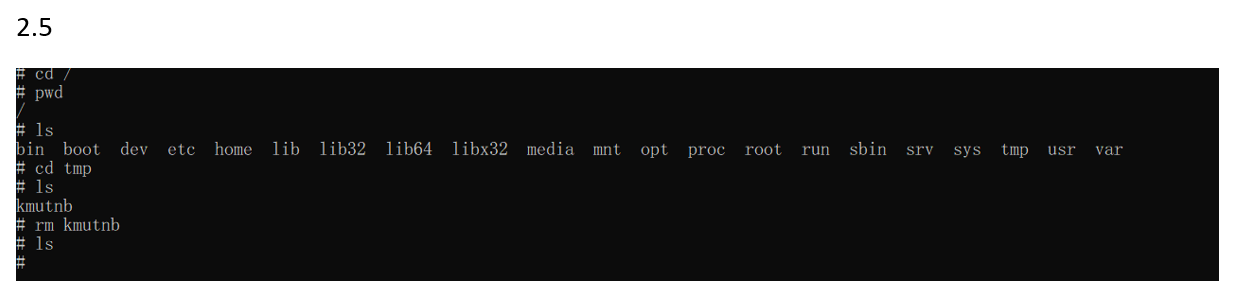 2.5
# cd /
# pwd
/
# ls
bin  boot  dev  etc  home  lib  lib32  lib64  libx32  media  mnt  opt  proc  root  run  sbin  srv  sys  tmp  usr  var
# cd tmp
# ls
kmutnb
# rm kmutnb
# ls
#